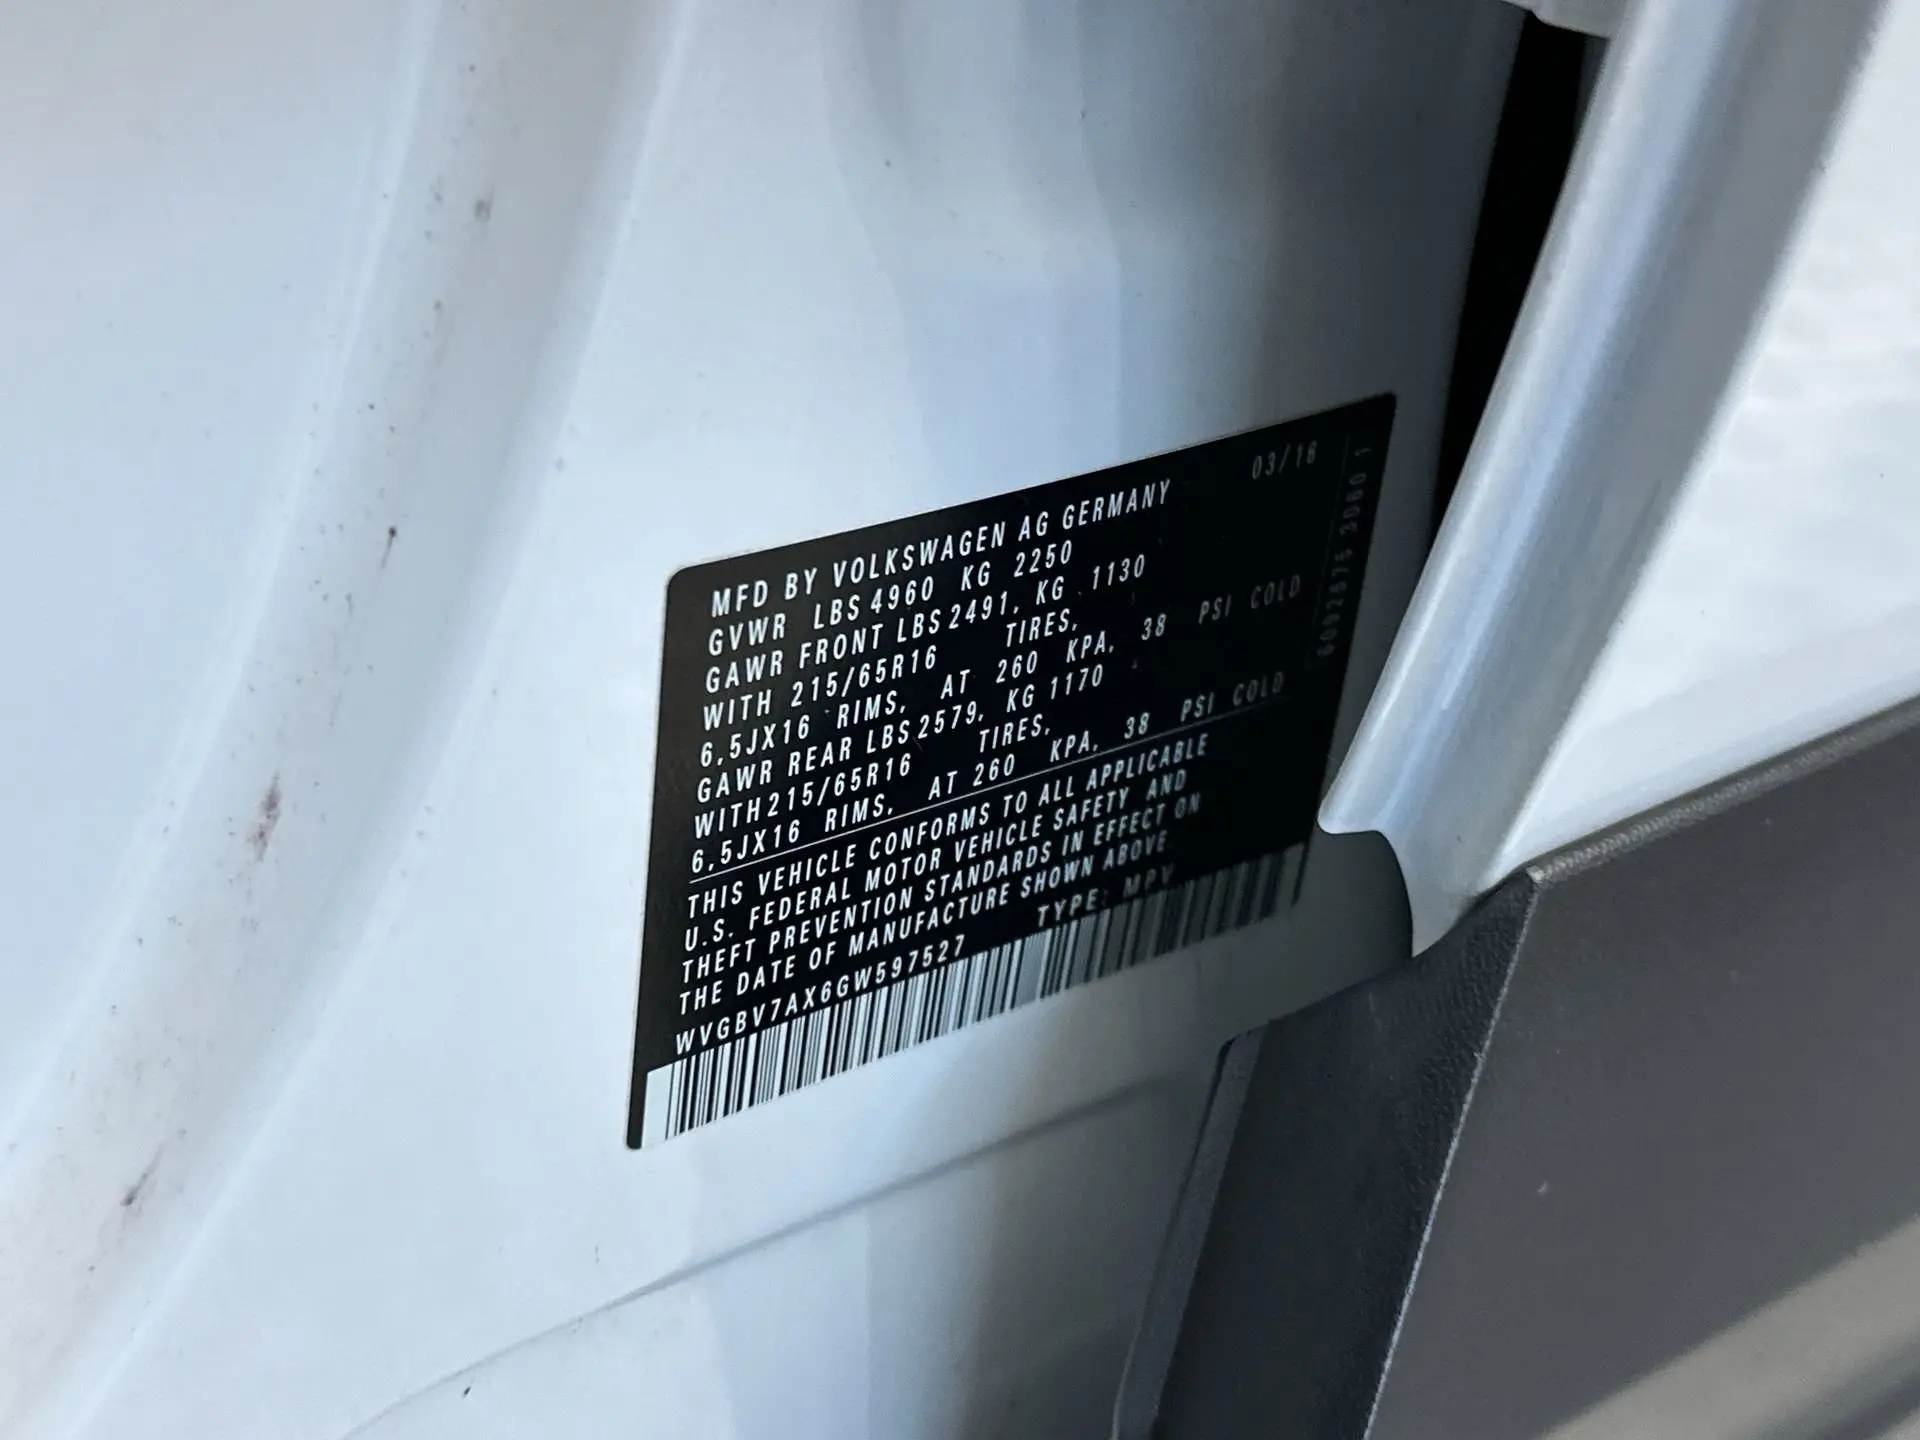 MFD BY VOLKSWAGEN AG GERMANY 03/16
GVWR LBS 4960 KG 2250
GAWR FRONT LBS 2491, KG 1130
WITH 215/65R16 TIRES,
6.5JX16 RIMS, AT 260 KPA, 38 PSI COLD
GAWR REAR LBS 2579, KG 1170
WITH 215/65R16 TIRES,
6.5JX16 RIMS, AT 260 KPA, 38 PSI COLD
THIS VEHICLE CONFORMS TO ALL APPLICABLE
U.S. FEDERAL MOTOR VEHICLE SAFETY AND
THEFT PREVENTION STANDARDS IN EFFECT ON
THE DATE OF MANUFACTURE SHOWN ABOVE
WVGBV7AX6GW597527 TYPE: MPV